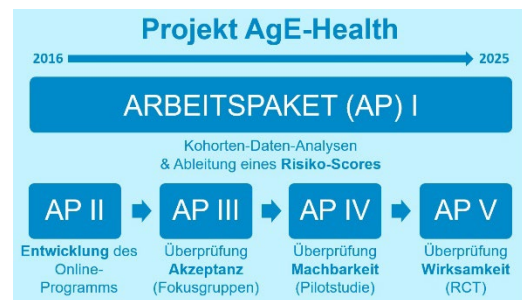 Projekt AgE-Health
2016 2025
ARBEITSPAKET (AP) I
Kohorten-Daten-Analysen
& Ableitung eines Risiko-Scores
AP II
AP III
AP IV
AP V
Entwicklung des
Online-
Programms
Überprüfung
Akzeptanz
(Fokusgruppen)
Überprüfung
Machbarkeit
(Pilotstudie)
Überprüfung
Wirksamkeit
(RCT)